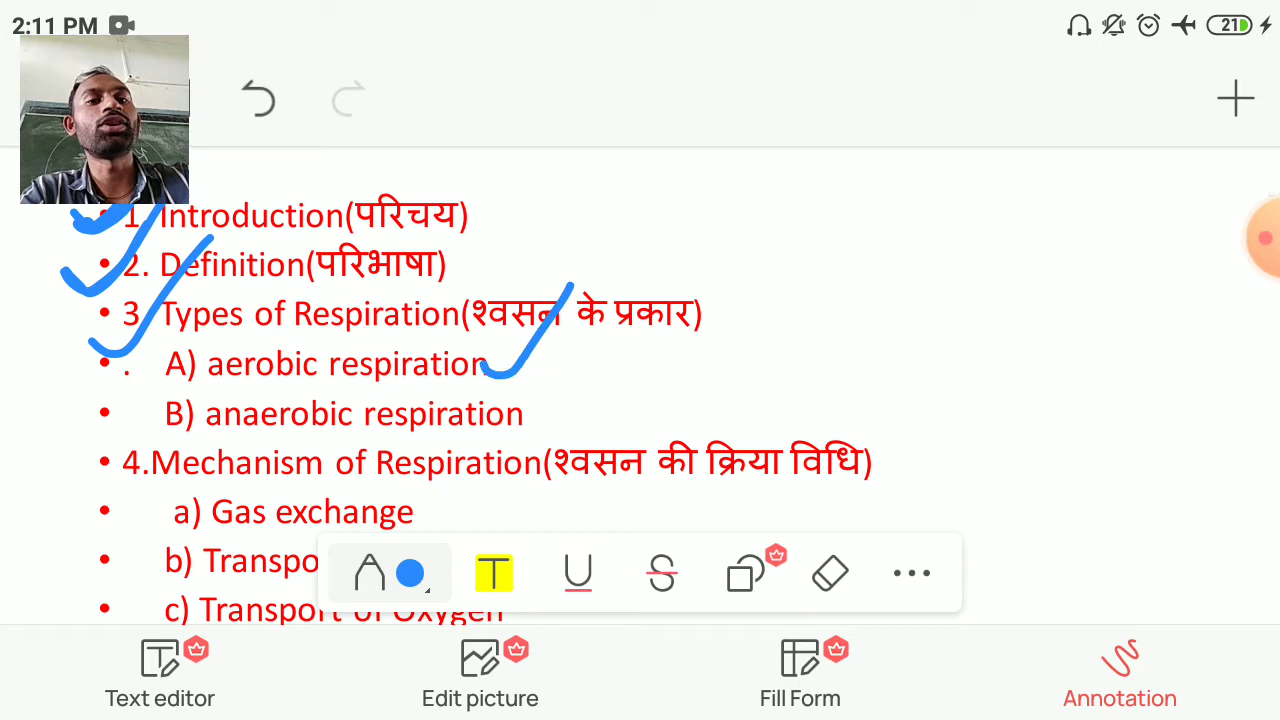 2:11 PM
21
• 1. Introduction(परिचय)
• 2. Definition(परिभाषा)
• 3. Types of Respiration(श्वसन के प्रकार)
• . A) aerobic respiration
• B) anaerobic respiration
• 4.Mechanism of Respiration(श्वसन की क्रिया विधि)
• a) Gas exchange
• b) Transpo
• c) Transport of Oxygen
T
U
S
Text editor
Edit picture
Fill Form
Annotation